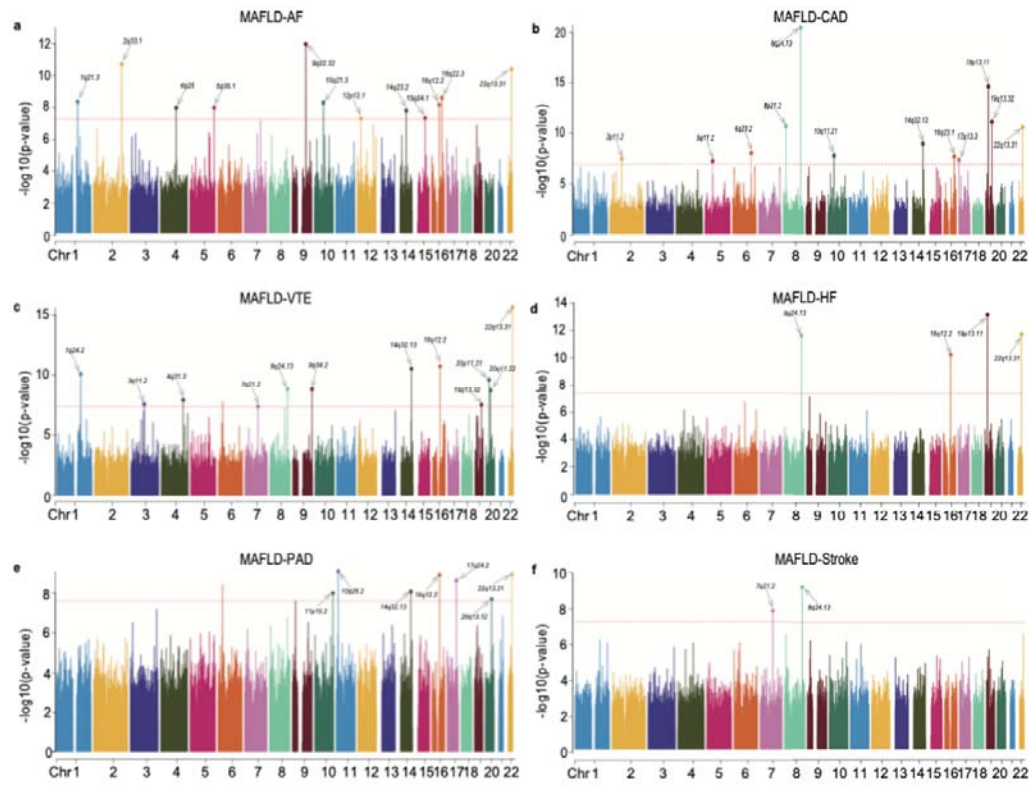 MAFLD-AF
a
-log10(p-value)
12
10
8
6
4
2
0
1q21.3
2q33.1
4q25
5q35.1
9q22.32
10q21.3
12p12.1
14q23.2
15q24.1
16q12.2
16q22.3
22q13.31
Chr1 2 3 4 5 6 7 8 9 10 11 12 13 14 15 16 17 18 20 22
MAFLD-CAD
b
-log10(p-value)
20
15
10
5
0
2p11.2
5q11.2
6q23.2
8p21.2
8q24.13
10q11.21
14q32.13
16q23.1
17p13.3
19p13.11
19q13.32
22q13.31
Chr1 2 3 4 5 6 7 8 9 10 11 12 13 14 15 16 17 18 20 22
MAFLD-VTE
c
-log10(p-value)
15
10
5
0
1q24.2
3q11.2
4q31.3
7q21.2
8q24.13
9q34.2
14q32.13
16q12.2
19q13.32
20p11.21
20q11.22
22q13.31
Chr1 2 3 4 5 6 7 8 9 10 11 12 13 14 15 16 17 18 20 22
MAFLD-HF
d
-log10(p-value)
14
12
10
8
6
4
2
0
8q24.13
16q12.2
19p13.11
22q13.31
Chr1 2 3 4 5 6 7 8 9 10 11 12 13 14 15 16 17 18 20 22
MAFLD-PAD
e
-log10(p-value)
8
6
4
2
0
11p15.2
10q26.2
14q32.13
16q12.2
17q24.2
20q13.12
22q13.31
Chr1 2 3 4 5 6 7 8 9 10 11 12 13 14 15 16 17 18 20 22
MAFLD-Stroke
f
-log10(p-value)
10
8
6
4
2
0
7q21.2
8q24.13
Chr1 2 3 4 5 6 7 8 9 10 11 12 13 14 15 16 17 18 20 22